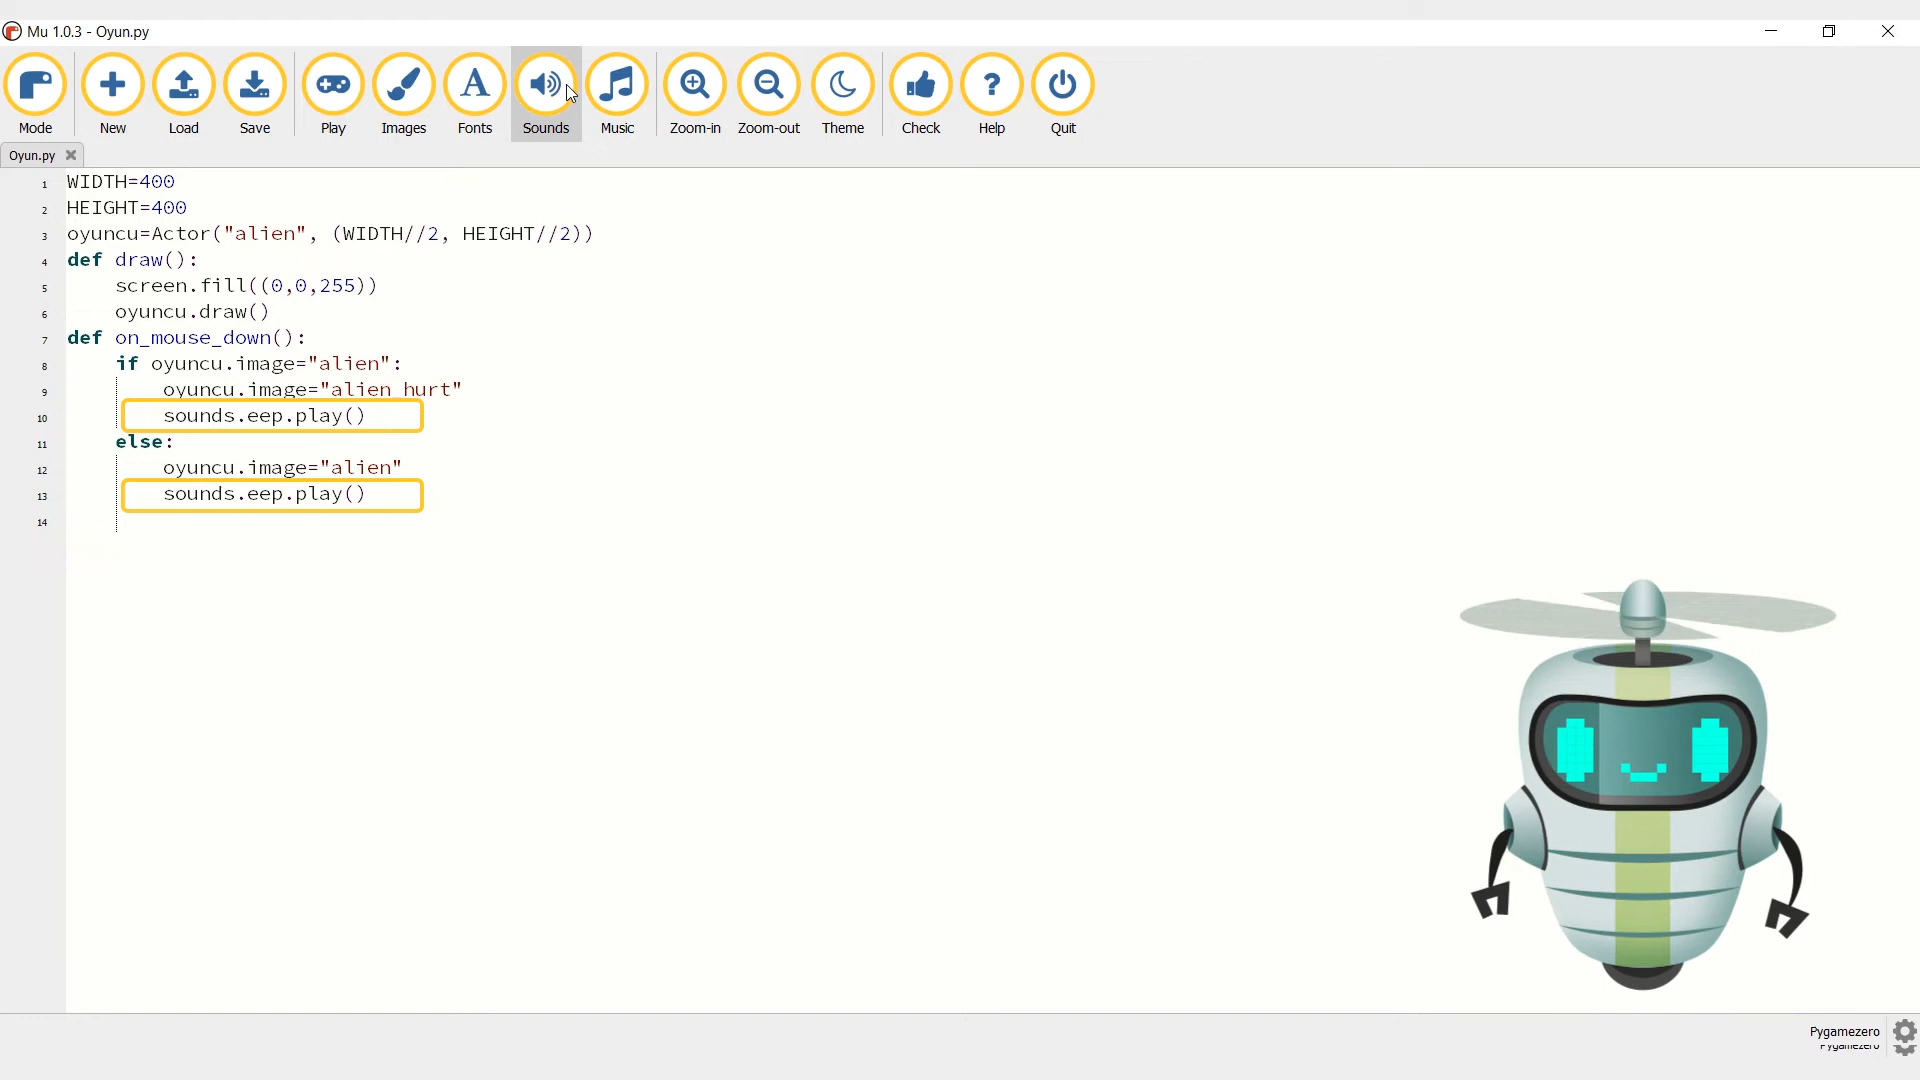 Mu 1.0.3 - Oyun.py
Mode New Load Save Play Images Fonts Sounds Music Zoom-in Zoom-out Theme Check Help Quit
Oyun.py
1 WIDTH=400
2 HEIGHT=400
3 oyuncu=Actor("alien", (WIDTH//2, HEIGHT//2))
4 def draw():
5 screen.fill((0,0,255))
6 oyuncu.draw()
7 def on_mouse_down():
8 if oyuncu.image="alien":
9 oyuncu.image="alien_hurt"
10 sounds.eep.play()
11 else:
12 oyuncu.image="alien"
13 sounds.eep.play()
14
Pygamezero
Pygamezero